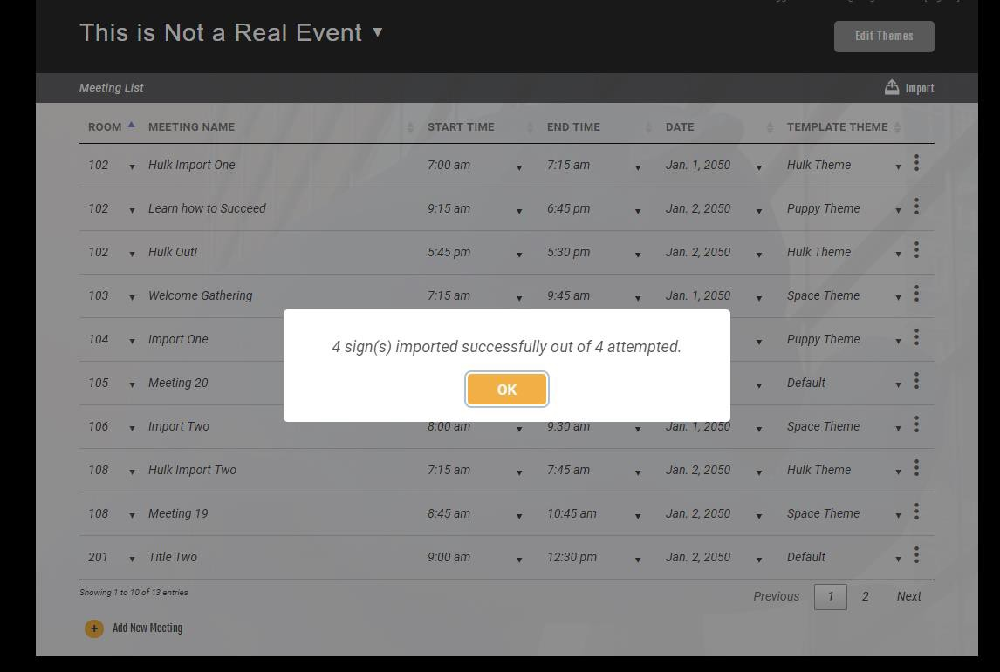 This is Not a Real Event ▼
Edit Themes
Meeting List
Import
ROOM MEETING NAME START TIME END TIME DATE TEMPLATE THEME
102 Hulk Import One 7:00 am 7:15 am Jan. 1, 2050 Hulk Theme
102 Learn how to Succeed 9:15 am 6:45 pm Jan. 2, 2050 Puppy Theme
102 Hulk Out! 5:45 pm 5:30 pm Jan. 2, 2050 Hulk Theme
103 Welcome Gathering 7:15 am 9:45 am Jan. 1, 2050 Space Theme
104 Import One Puppy Theme
4 sign(s) imported successfully out of 4 attempted.
105 Meeting 20 Default
OK
106 Import Two 8:00 am 9:30 am Jan. 1, 2050 Space Theme
108 Hulk Import Two 7:15 am 7:45 am Jan. 2, 2050 Hulk Theme
108 Meeting 19 8:45 am 10:45 am Jan. 2, 2050 Space Theme
201 Title Two 9:00 am 12:30 pm Jan. 2, 2050 Default
Showing 1 to 10 of 13 entries
Previous 1 2 Next
+ Add New Meeting